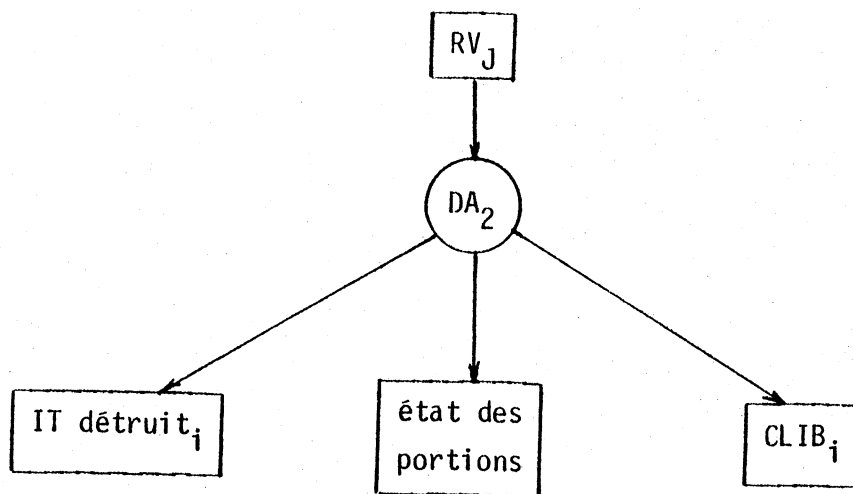 RV_J
DA_2
IT détruit_i
état des
portions
CLIB_i